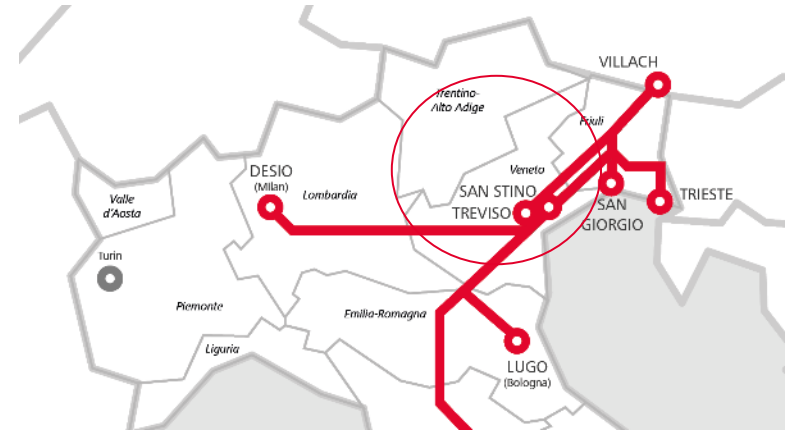 VILLACH
Trentino-
Alto Adige
Friuli
DESIO
(Milan)
Veneto
Lombardia
SAN STINO
TREVISO
Valle
d'Aosta
TRIESTE
SAN
GIORGIO
Turin
Piemonte
Emilia-Romagna
Liguria
LUGO
(Bologna)